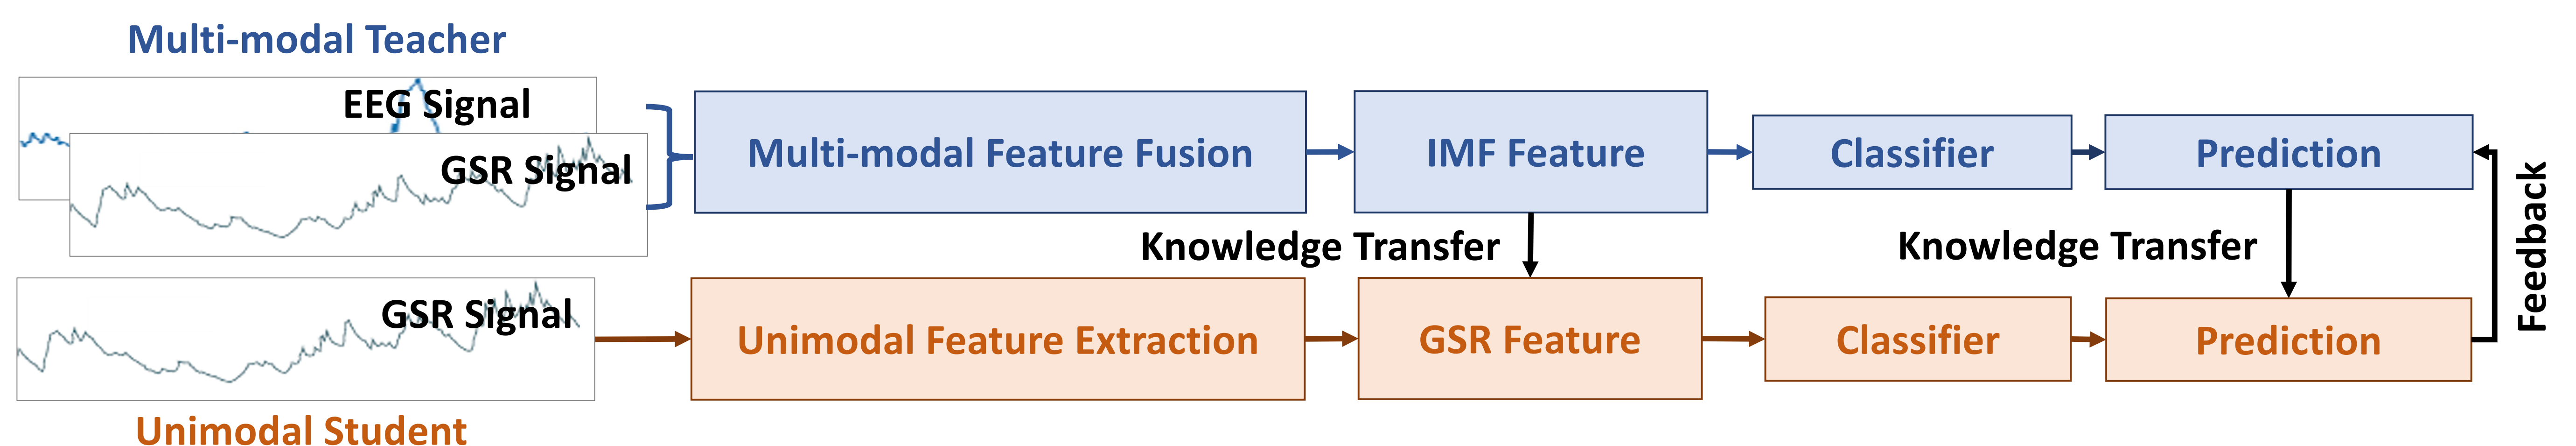 Multi-modal Teacher
EEG Signal
GSR Signal
Multi-modal Feature Fusion
IMF Feature
Classifier
Prediction
Knowledge Transfer
Knowledge Transfer
Feedback
GSR Signal
Unimodal Feature Extraction
GSR Feature
Classifier
Prediction
Unimodal Student